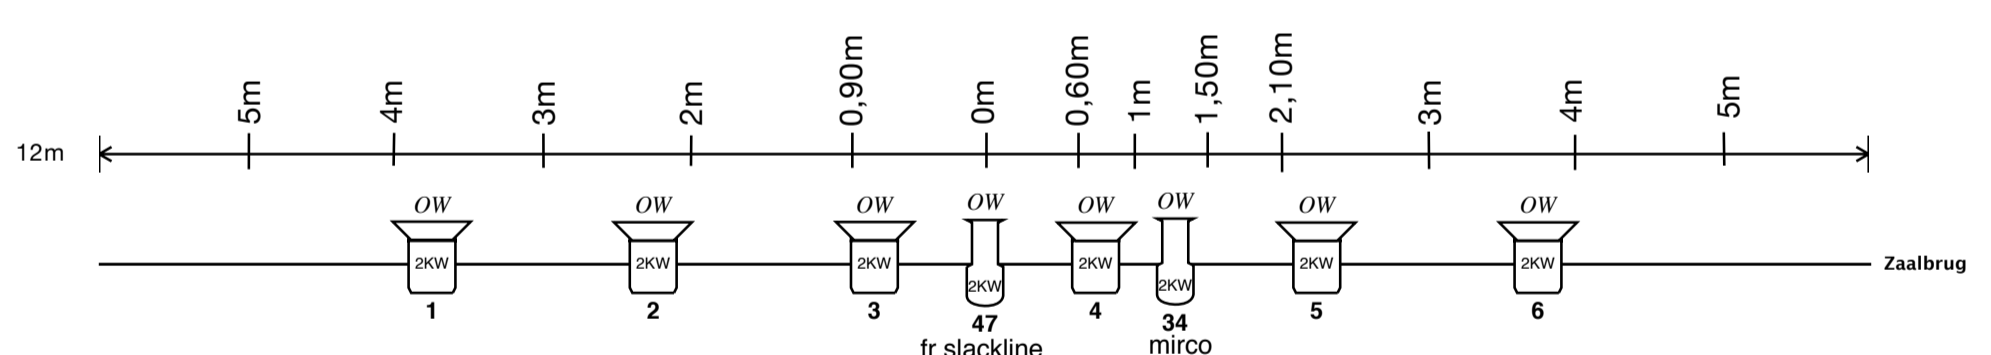 5m 4m 3m 2m 0,90m 0m 0,60m 1m 1,50m 2,10m 3m 4m 5m
12m
OW OW OW OW OW OW OW OW
2KW 2KW 2KW 2KW 2KW 2KW 2KW 2KW Zaalbrug
1 2 3 47 4 34 5 6
fr slackline mirco